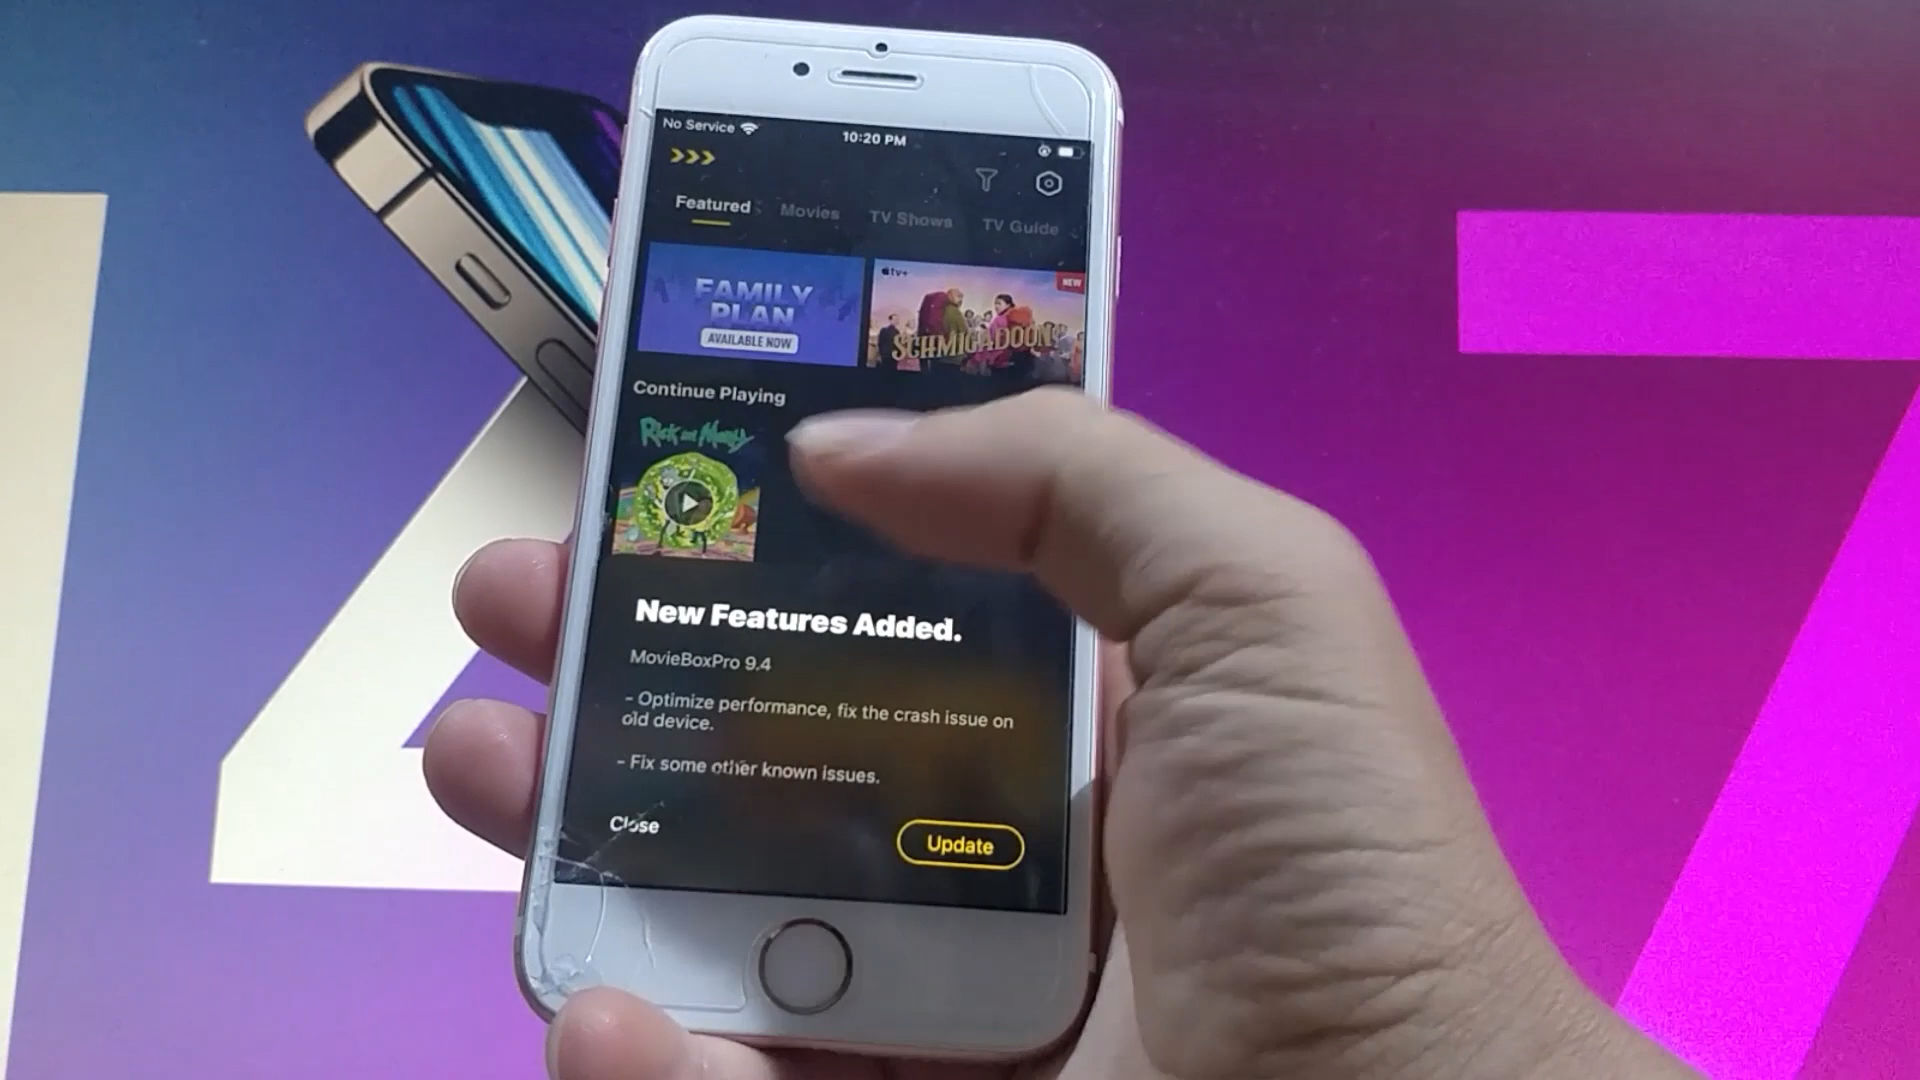 No Service
10:20 PM
Featured
Movies
TV Shows
TV Guide
FAMILY
PLAN
AVAILABLE NOW
tv+
NEW
SCHMIGADOON!
Continue Playing
Rick and Morty
New Features Added.
MovieBoxPro 9.4
- Optimize performance, fix the crash issue on
old device.
- Fix some other known issues.
Close
Update